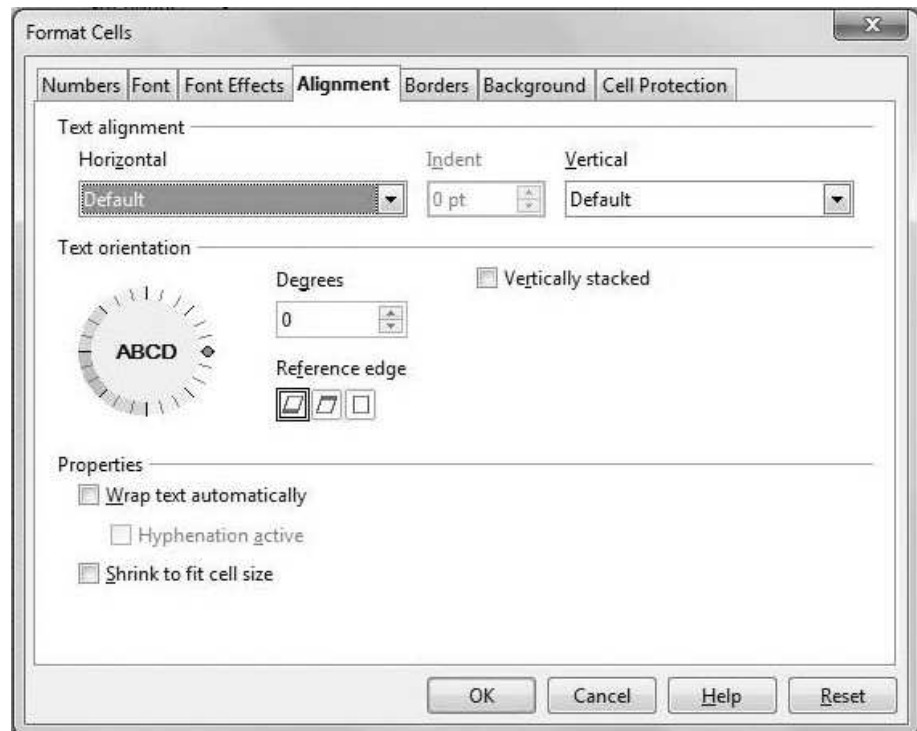 Format Cells
Numbers Font Font Effects Alignment Borders Background Cell Protection
Text alignment
Horizontal Indent Vertical
Default 0 pt Default
Text orientation
Degrees Vertically stacked
0
ABCD
Reference edge
Properties
Wrap text automatically
Hyphenation active
Shrink to fit cell size
OK Cancel Help Reset